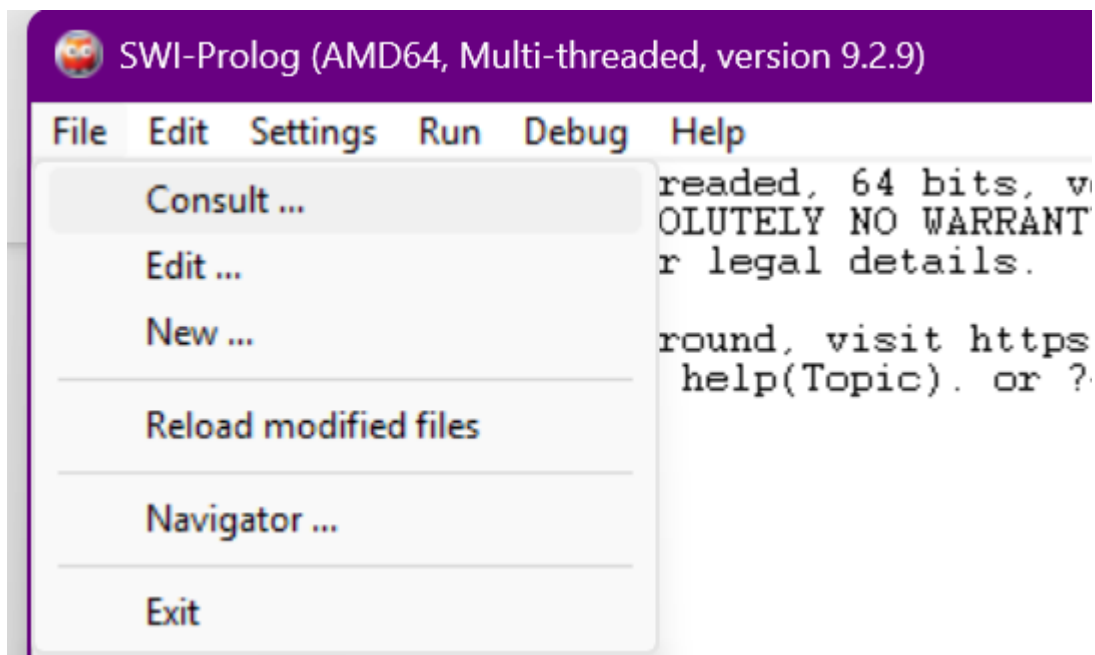 SWI-Prolog (AMD64, Multi-threaded, version 9.2.9)
File Edit Settings Run Debug Help
Consult ...
Edit ...
New ...
Reload modified files
Navigator ...
Exit
readed, 64 bits, v
OLUTELY NO WARRANT
r legal details.
round, visit https
help(Topic). or ?